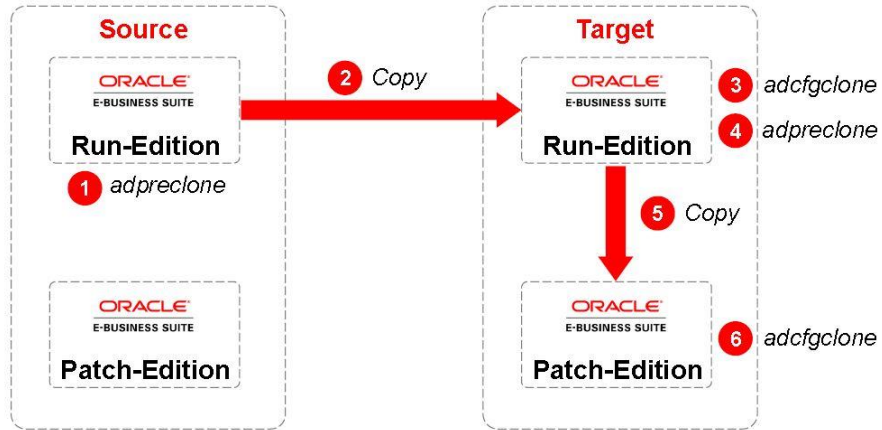 Source
Target
ORACLE
E-BUSINESS SUITE
Run-Edition
1 adpreclone
2 Copy
ORACLE
E-BUSINESS SUITE
Run-Edition
3 adcfgclone
4 adpreclone
5 Copy
ORACLE
E-BUSINESS SUITE
Patch-Edition
ORACLE
E-BUSINESS SUITE
Patch-Edition
6 adcfgclone